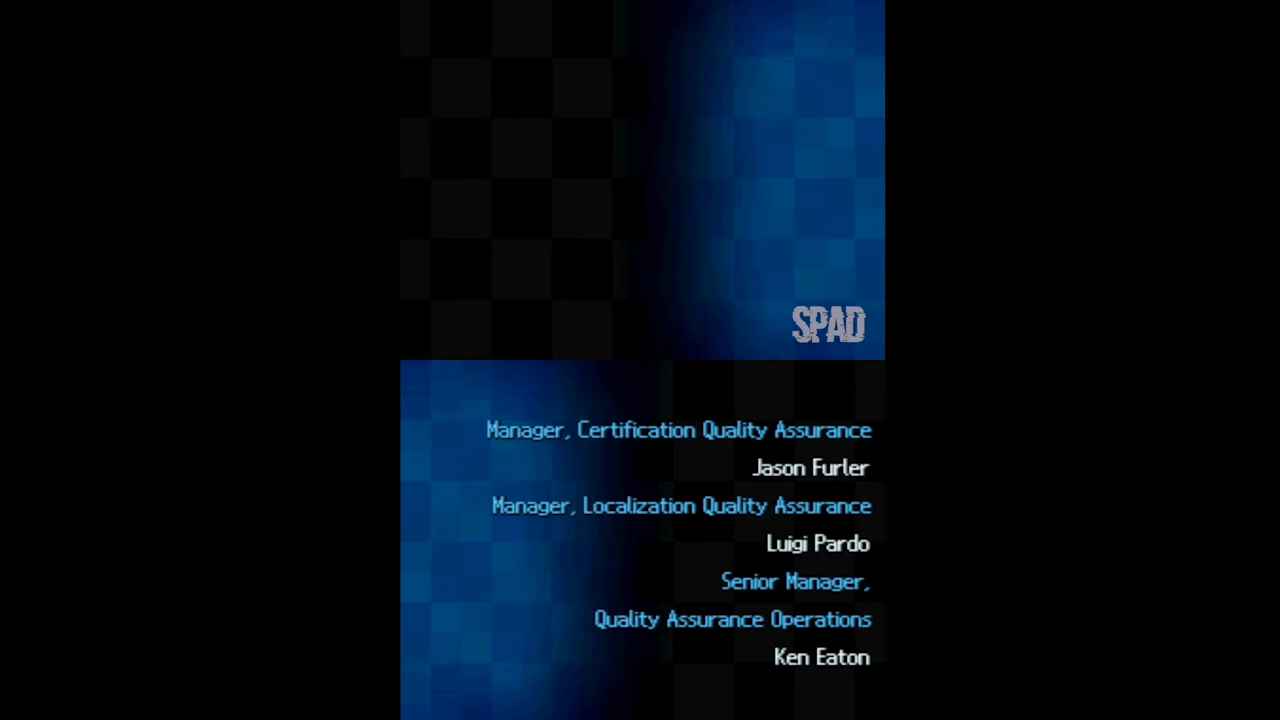 SPAD
Manager, Certification Quality Assurance
Jason Furler
Manager, Localization Quality Assurance
Luigi Pardo
Senior Manager,
Quality Assurance Operations
Ken Eaton